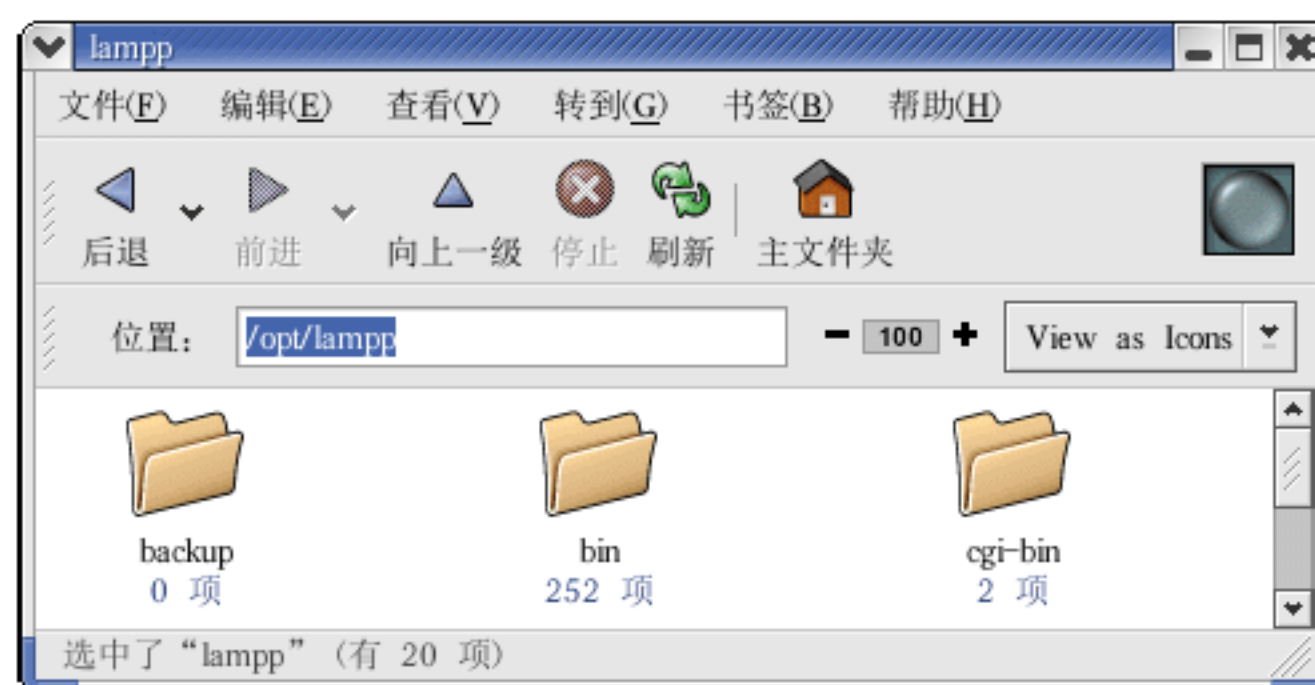 lampp
文件(F) 编辑(E) 查看(V) 转到(G) 书签(B) 帮助(H)
后退 前进 向上一级 停止 刷新 主文件夹
位置： /opt/lampp 100 View as Icons
backup bin cgi-bin
0 项 252 项 2 项
选中了“lampp”（有 20 项）